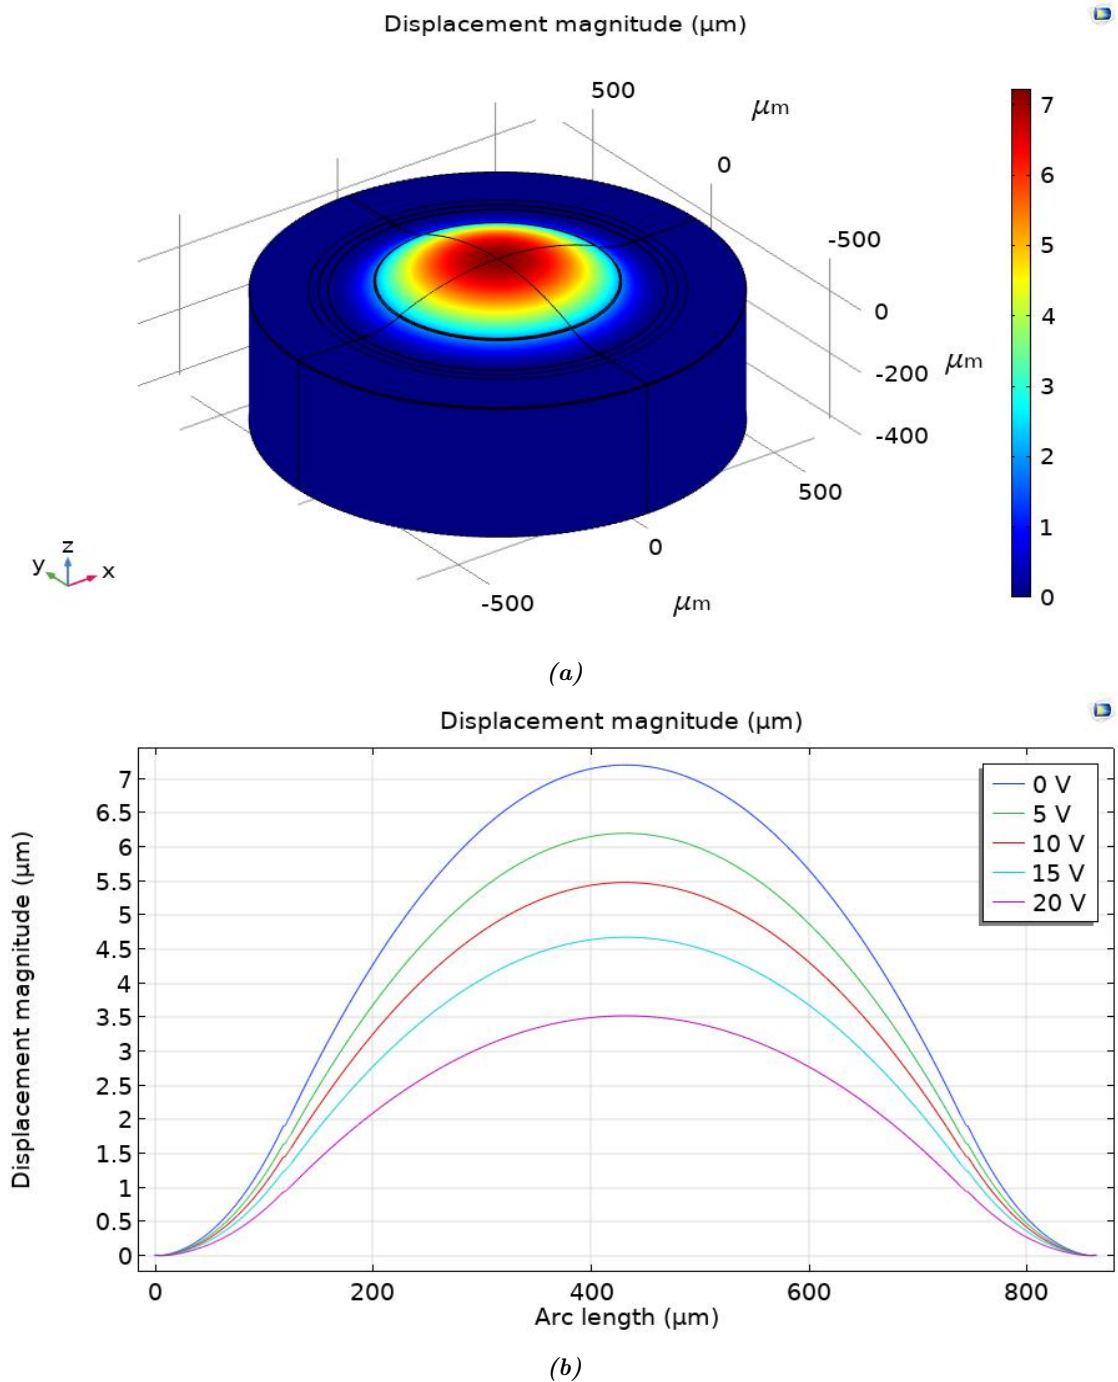 Displacement magnitude (µm)
500
µm
0
-500
0
-200
µm
-400
500
0
-500
µm
z
y
x
7
6
5
4
3
2
1
0
(a)
Displacement magnitude (µm)
Displacement magnitude (µm)
7
6.5
6
5.5
5
4.5
4
3.5
3
2.5
2
1.5
1
0.5
0
0 V
5 V
10 V
15 V
20 V
0
200
400
600
800
Arc length (µm)
(b)